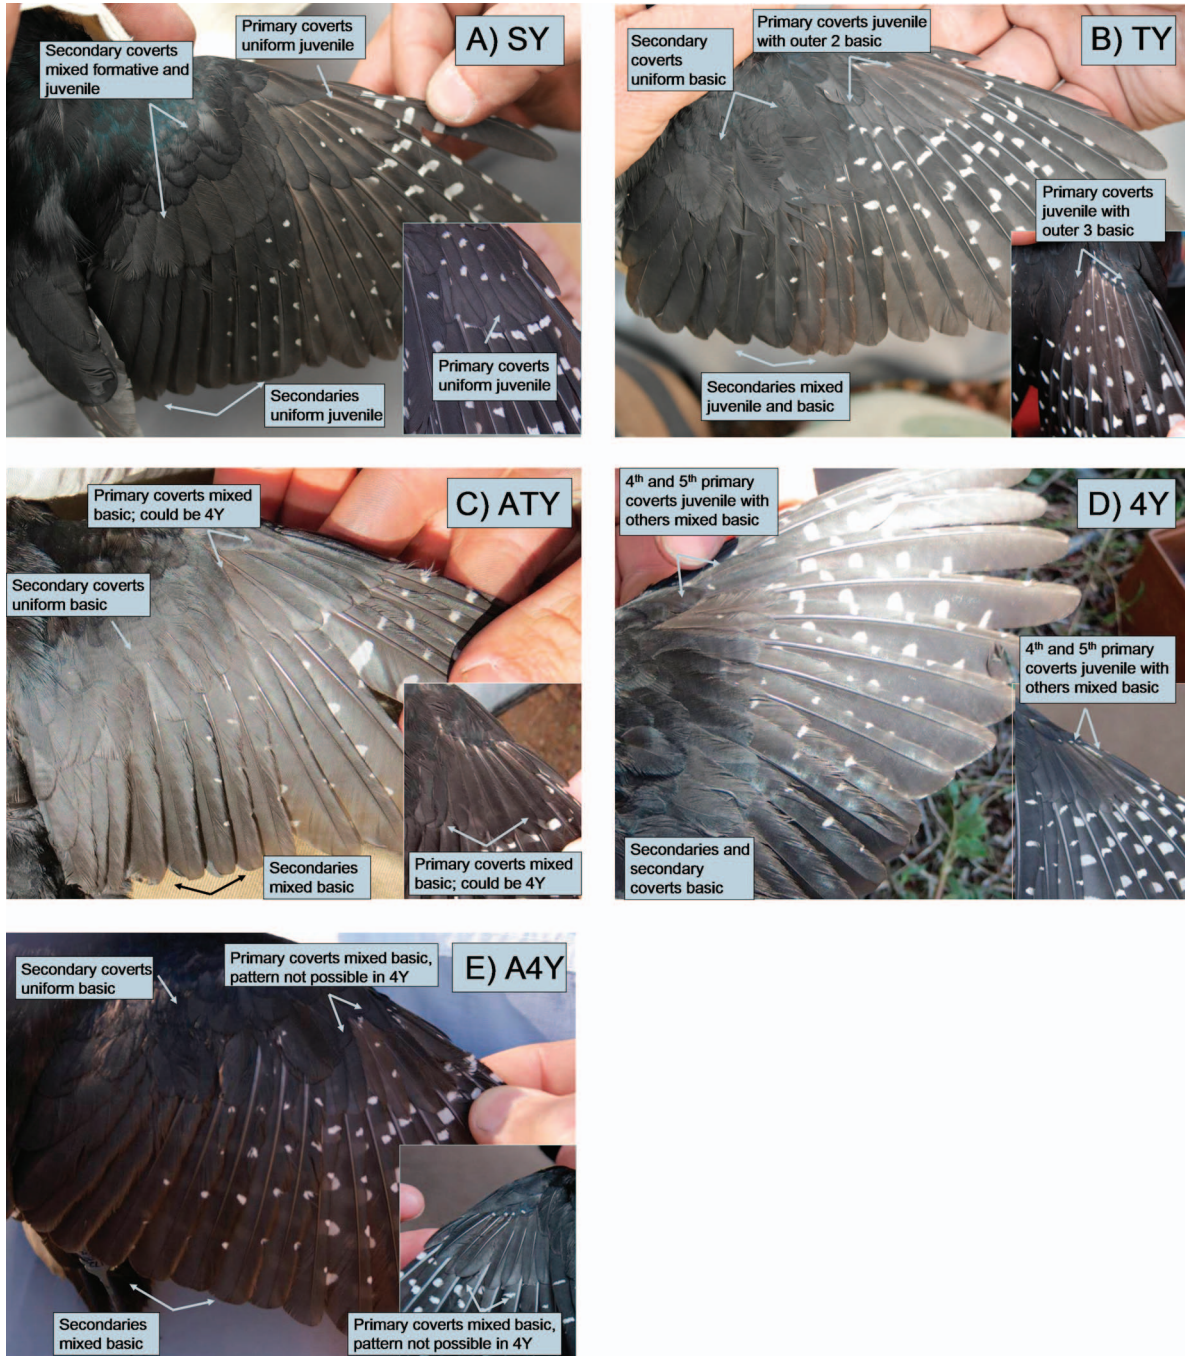 A) SY
Primary coverts
uniform juvenile
Secondary coverts
mixed formative and
juvenile
Primary coverts
uniform juvenile
Secondaries
uniform juvenile
B) TY
Primary coverts juvenile
with outer 2 basic
Secondary
coverts
uniform basic
Primary coverts
juvenile with
outer 3 basic
Secondaries mixed
juvenile and basic
C) ATY
Primary coverts mixed
basic; could be 4Y
Secondary coverts
uniform basic
Secondaries
mixed basic
Primary coverts mixed
basic; could be 4Y
D) 4Y
4th and 5th primary
coverts juvenile with
others mixed basic
4th and 5th primary
coverts juvenile with
others mixed basic
Secondaries and
secondary
coverts basic
E) A4Y
Primary coverts mixed basic,
pattern not possible in 4Y
Secondary coverts
uniform basic
Secondaries
mixed basic
Primary coverts mixed basic,
pattern not possible in 4Y